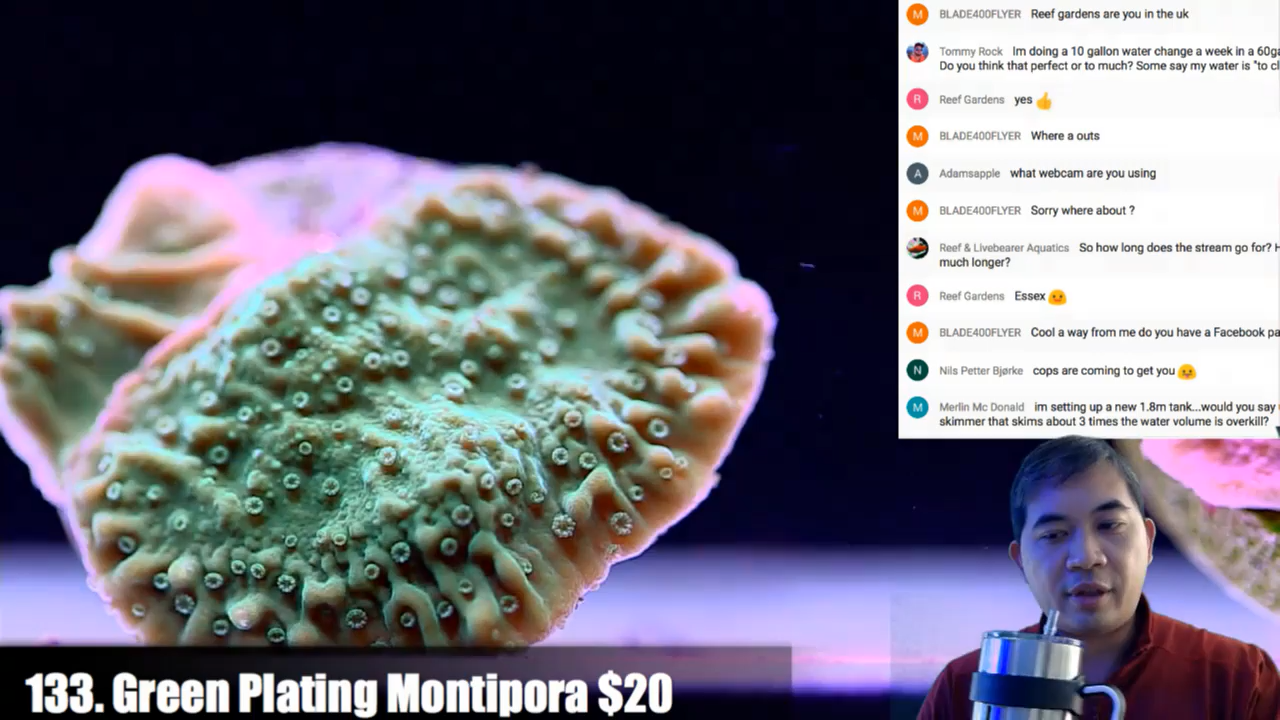 M BLADE400FLYER Reef gardens are you in the uk
Tommy Rock Im doing a 10 gallon water change a week in a
Do you think that perfect or to much? Some say my water is "to
R Reef Gardens yes 👍
M BLADE400FLYER Where a outs
A Adamsapple what webcam are you using
M BLADE400FLYER Sorry where about ?
Reef & Livebearer Aquatics So how long does the stream go for?
much longer?
R Reef Gardens Essex
M BLADE400FLYER Cool a way from me do you have a Facebook
N Nils Petter Bjørke cops are coming to get you
M Merlin Mc Donald im setting up a new 1.8m tank...would you say
skimmer that skims about 3 times the water volume is overkill?
133. Green Plating Montipora $20